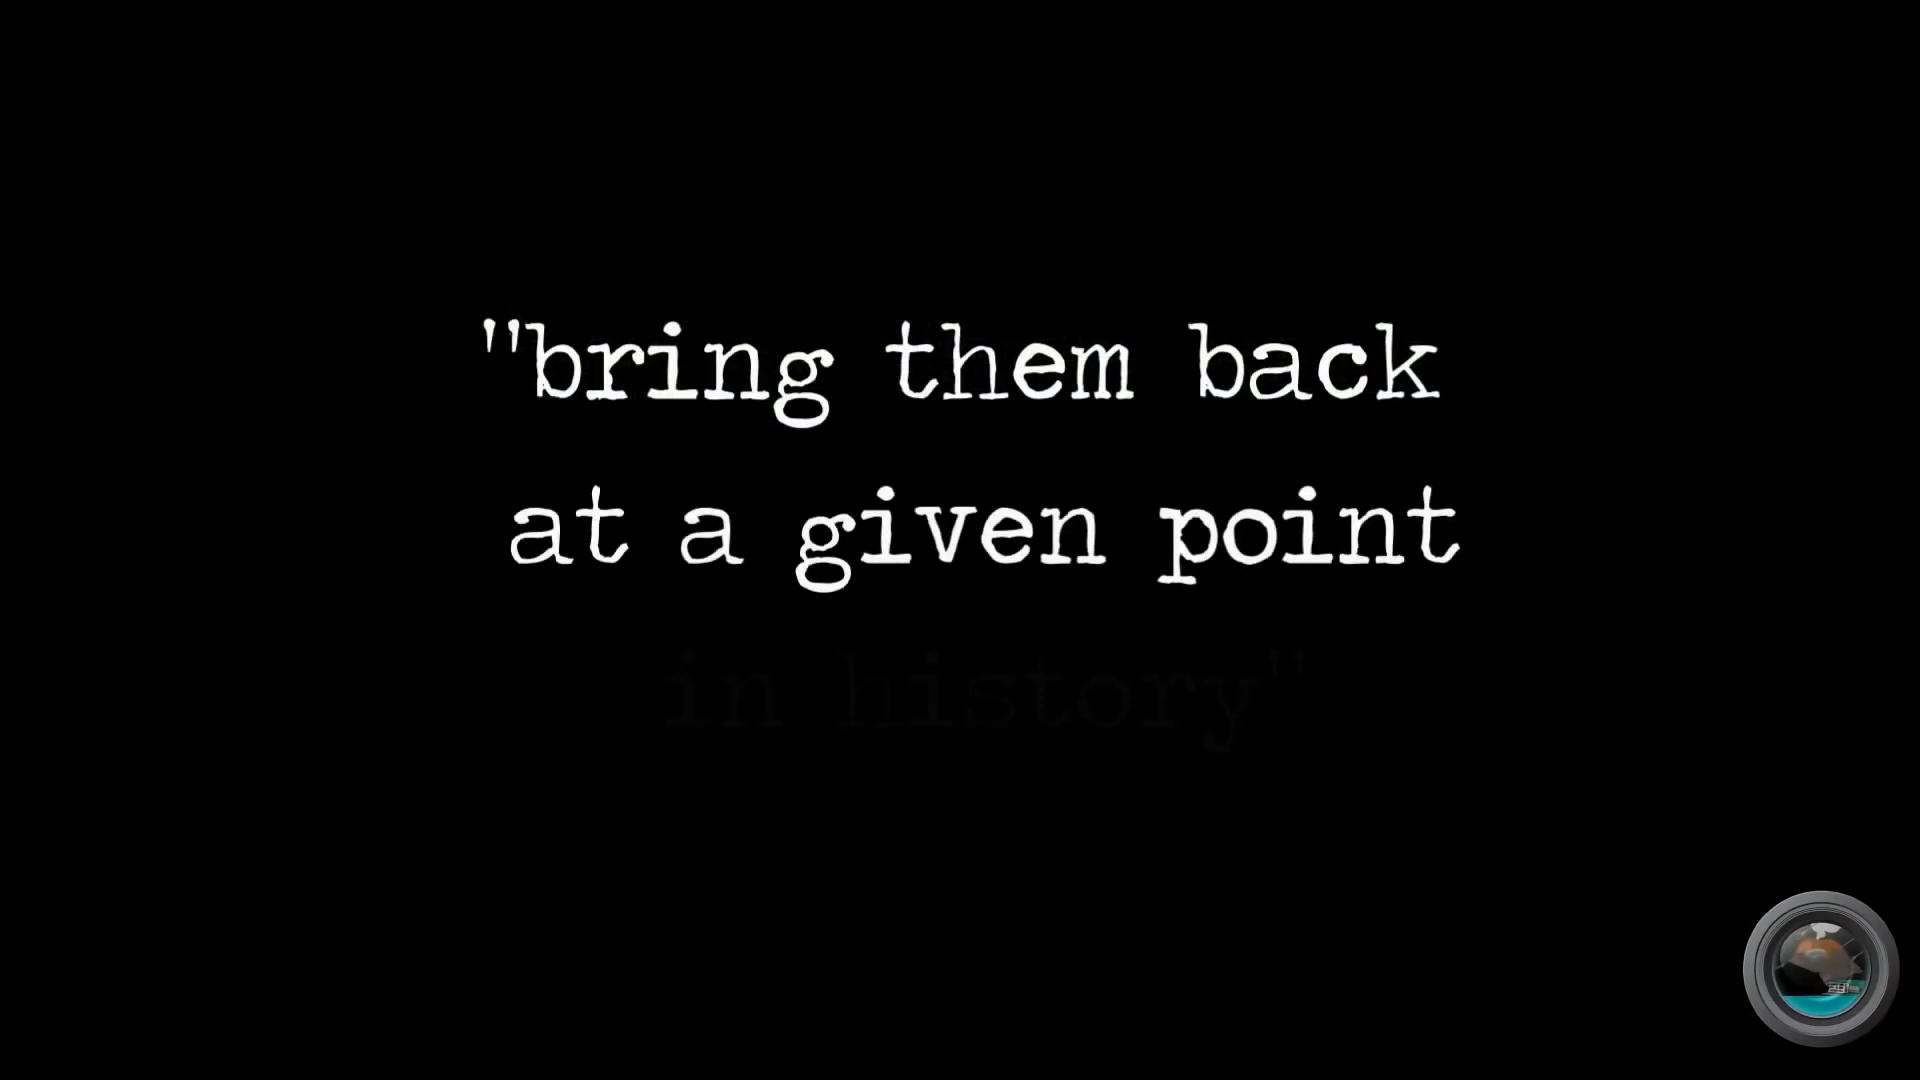 "bring them back
at a given point
in history"